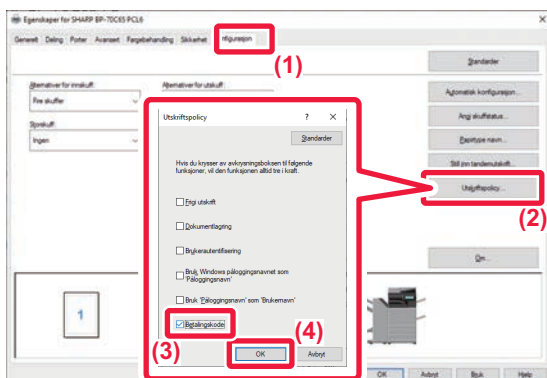 Egenskaper for SHARP BP-70C65 PCL6
Generelt Deling Porter Avansert Fargebehandling Sikkerhet nfigurasjon
(1)
Standarder
Alternativer for innskuff:
Alternativer for utskuff:
Fire skuffer
Automatisk konfigurasjon...
Angi skuffstatus...
Storskuff:
Ingen
Papirtype navn...
Still inn tandemutskrift...
Utskriftspolicy...
(2)
Om...
Utskriftspolicy ? ×
Standarder
Hvis du krysser av avkrysningsboksen til følgende
funksjoner, vil den funksjonen alltid tre i kraft.
Frigi utskrift
Dokumentlagring
Brukerautentifisering
Bruk Windows påloggingsnavnet som
'Påloggingsnavn'
Bruk 'Påloggingsnavn' som 'Brukernavn'
Betalingskode
(3)
(4)
OK Avbryt
1
OK Avbryt Bruk Hjelp